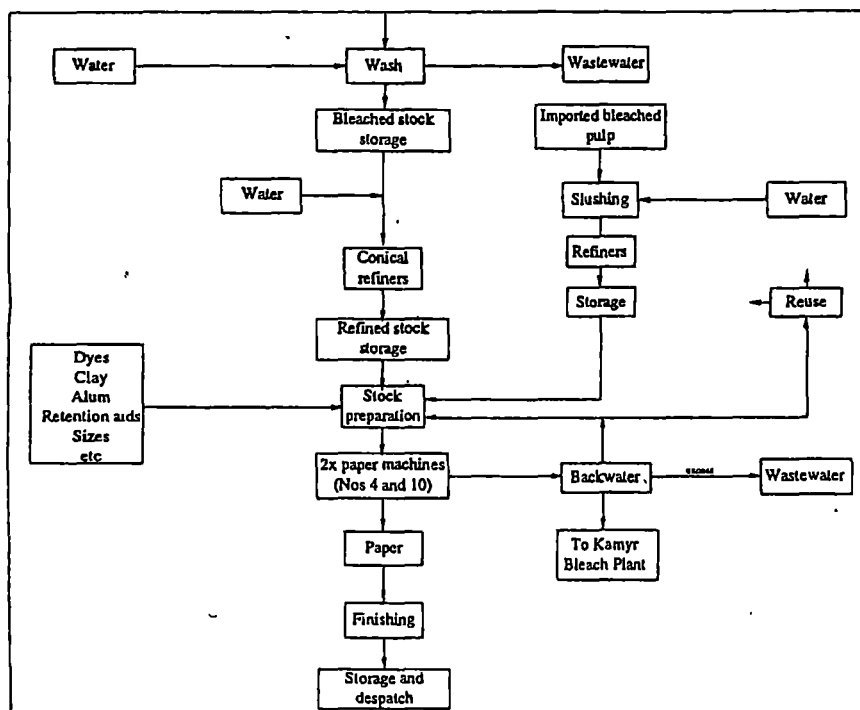 Water
Wash
Wastewater
Bleached stock
storage
Imported bleached
pulp
Water
Slushing
Water
Conical
refiners
Refiners
Storage
Reuse
Refined stock
storage
Dyes
Clay
Alum
Retention aids
Sizes
etc
Stock
preparation
2x paper machines
(Nos 4 and 10)
Backwater
Wastewater
Paper
To Kamyr
Bleach Plant
Finishing
Storage and
despatch